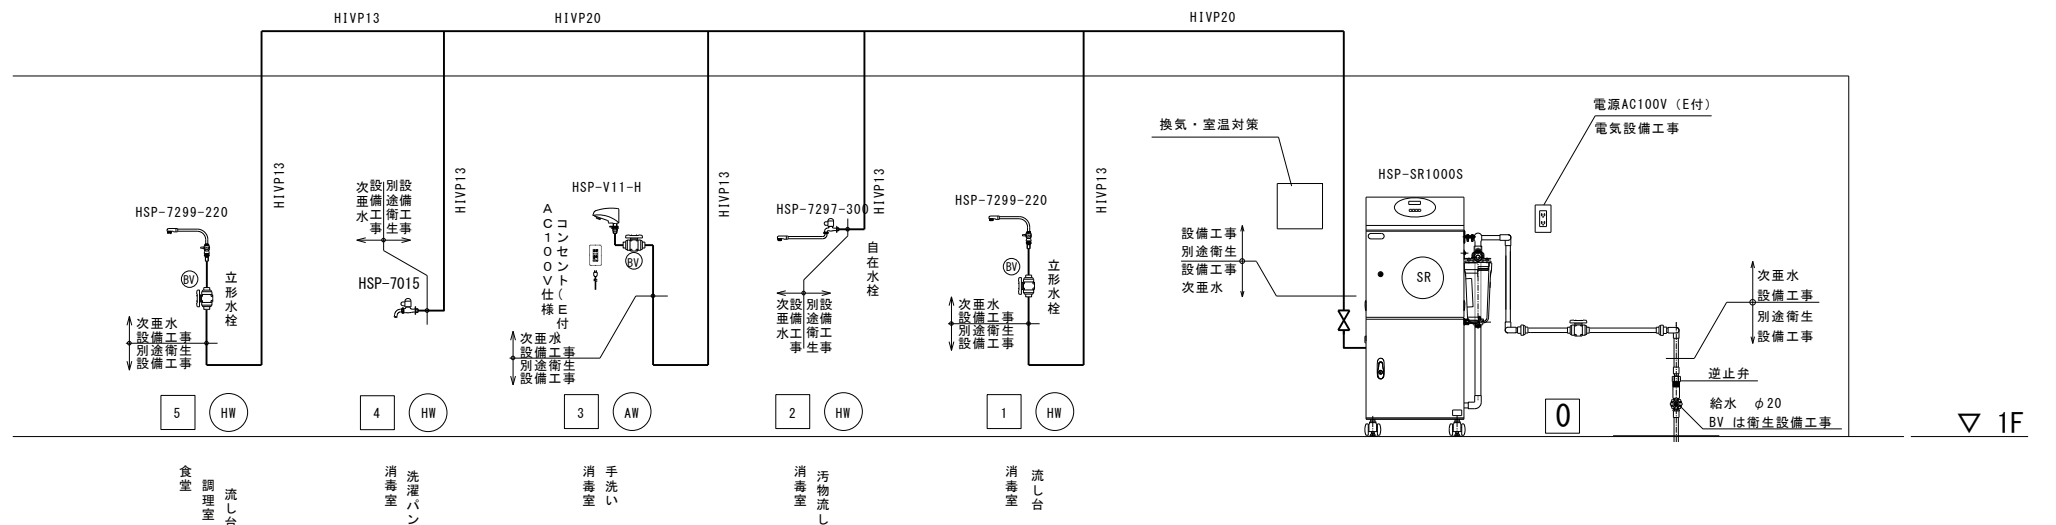 HIVP13
HIVP20
HIVP20
電源AC100V（E付）
電気設備工事
換気・室温対策
HSP-SR1000S
SR
設備工事
別途衛生
設備工事
次亜水
次亜水
設備工事
別途衛生
設備工事
逆止弁
給水 φ20
BV は衛生設備工事
0
▽ 1F
HSP-7299-220
HIVP13
BV
立形水栓
次亜水
設備工事
別途衛生
設備工事
5
HW
食堂
調理室
流し台
別途衛生
設備工事
次亜水
設備工事
HIVP13
HSP-7015
4
HW
消毒室
洗濯パン
HSP-V11-H
HIVP13
コンセント(E付
AC100V仕様
BV
次亜水
設備工事
別途衛生
設備工事
3
AW
消毒室
手洗い
HSP-7297-300
HIVP13
自在水栓
次亜水
設備工事
別途衛生
設備工事
2
HW
消毒室
汚物流し
HSP-7299-220
HIVP13
BV
立形水栓
次亜水
設備工事
別途衛生
設備工事
1
HW
消毒室
流し台